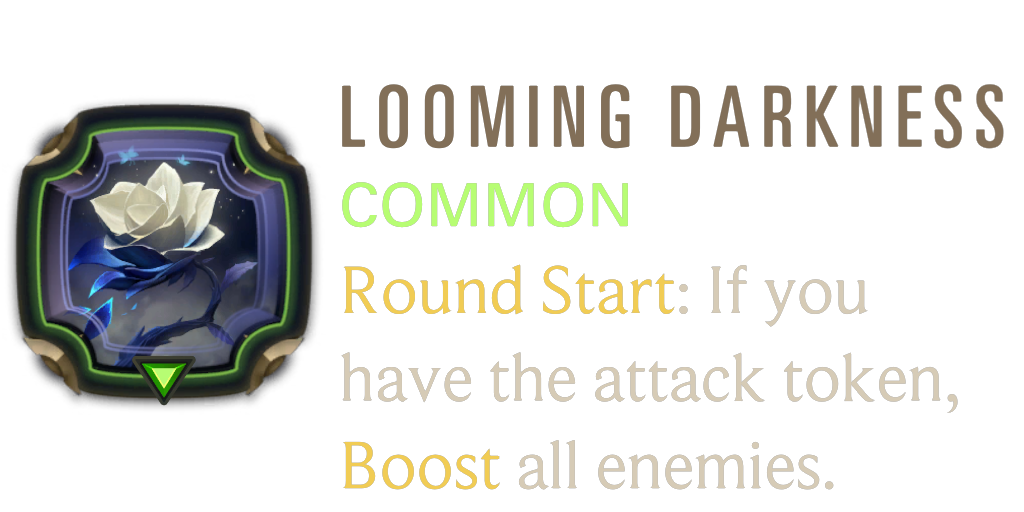 LOOMING DARKNESS
COMMON
Round Start: If you
have the attack token,
Boost all enemies.